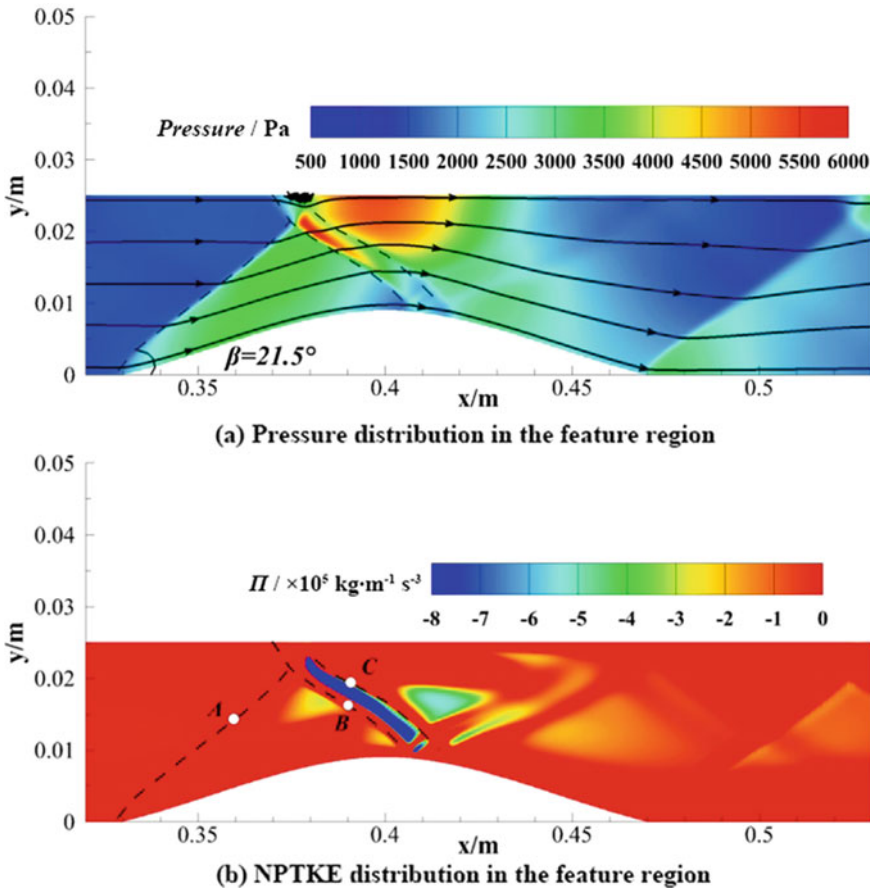 0.05
0.04
0.03
0.02
0.01
0
y/m
Pressure / Pa
500 1000 1500 2000 2500 3000 3500 4000 4500 5000 5500 6000
β=21.5°
0.35 0.4 0.45 0.5
x/m
(a) Pressure distribution in the feature region
0.05
0.04
0.03
0.02
0.01
0
y/m
Π / ×10⁵ kg·m⁻¹ s⁻³
-8 -7 -6 -5 -4 -3 -2 -1 0
A
C
B
0.35 0.4 0.45 0.5
x/m
(b) NPTKE distribution in the feature region